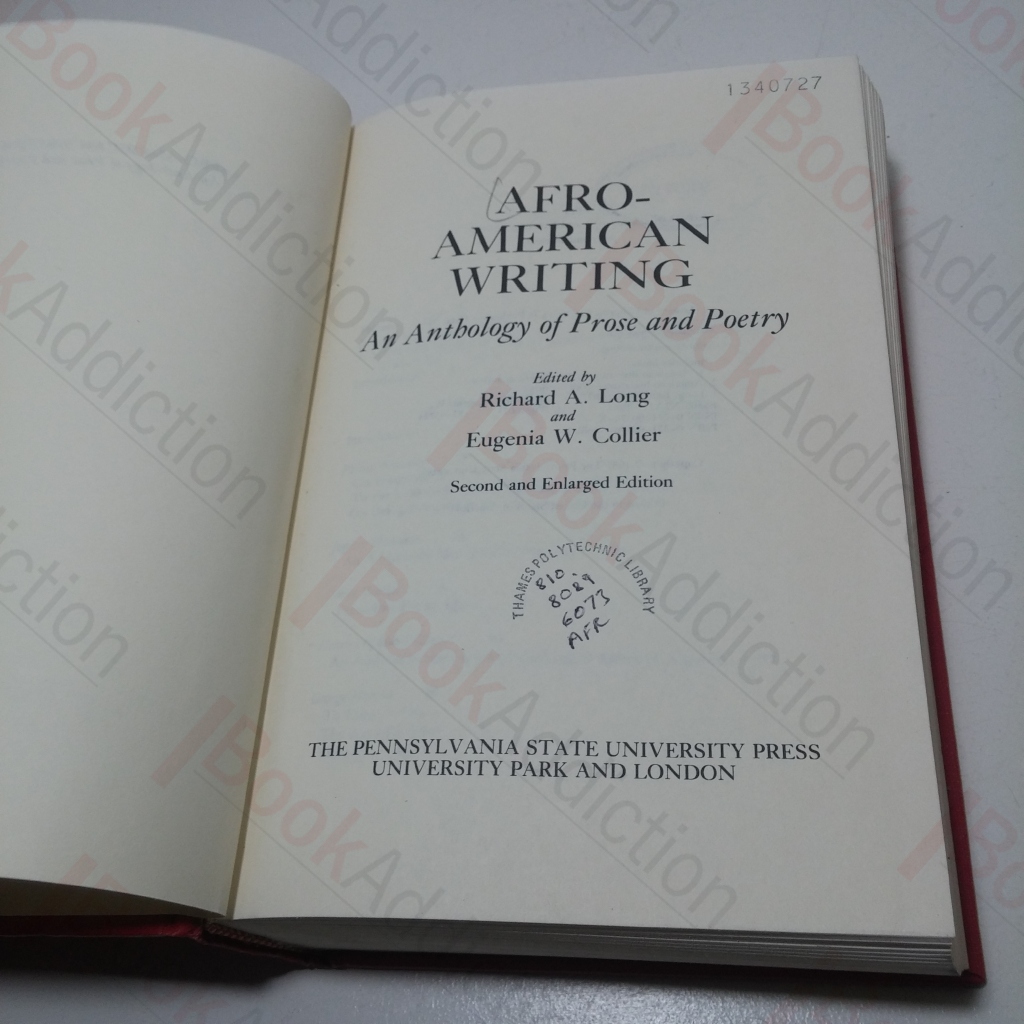 1340727
AFRO-
AMERICAN
WRITING
An Anthology of Prose and Poetry
Edited by
Richard A. Long
and
Eugenia W. Collier
Second and Enlarged Edition
THAMES POLYTECHNIC LIBRARY
810.
8089
6073
AFR
THE PENNSYLVANIA STATE UNIVERSITY PRESS
UNIVERSITY PARK AND LONDON
BookAddiction